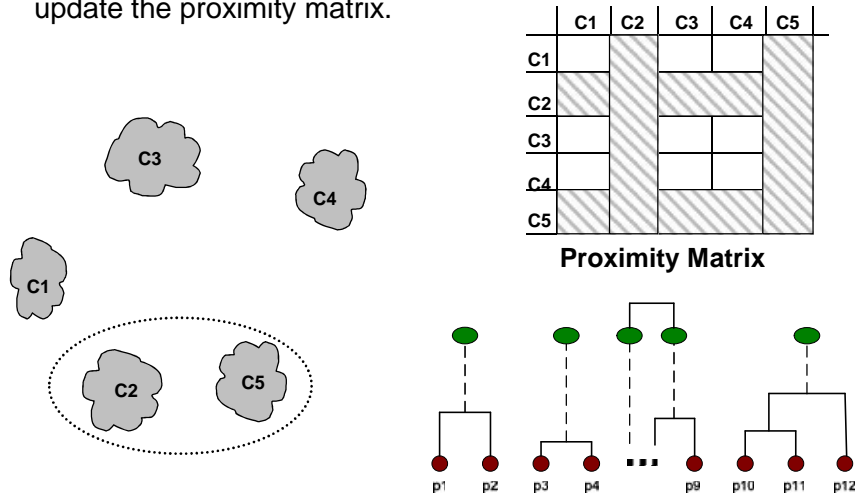 update the proximity matrix.
C1 C2 C3 C4 C5
C1
C2
C3
C4
C5
Proximity Matrix
C3
C4
C1
C2
C5
...
p1 p2 p3 p4 p9 p10 p11 p12